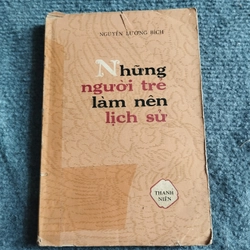 NGUYỄN LƯƠNG BÍCH
Những
người trẻ
làm nên
lịch sử
THANH
NIÊN